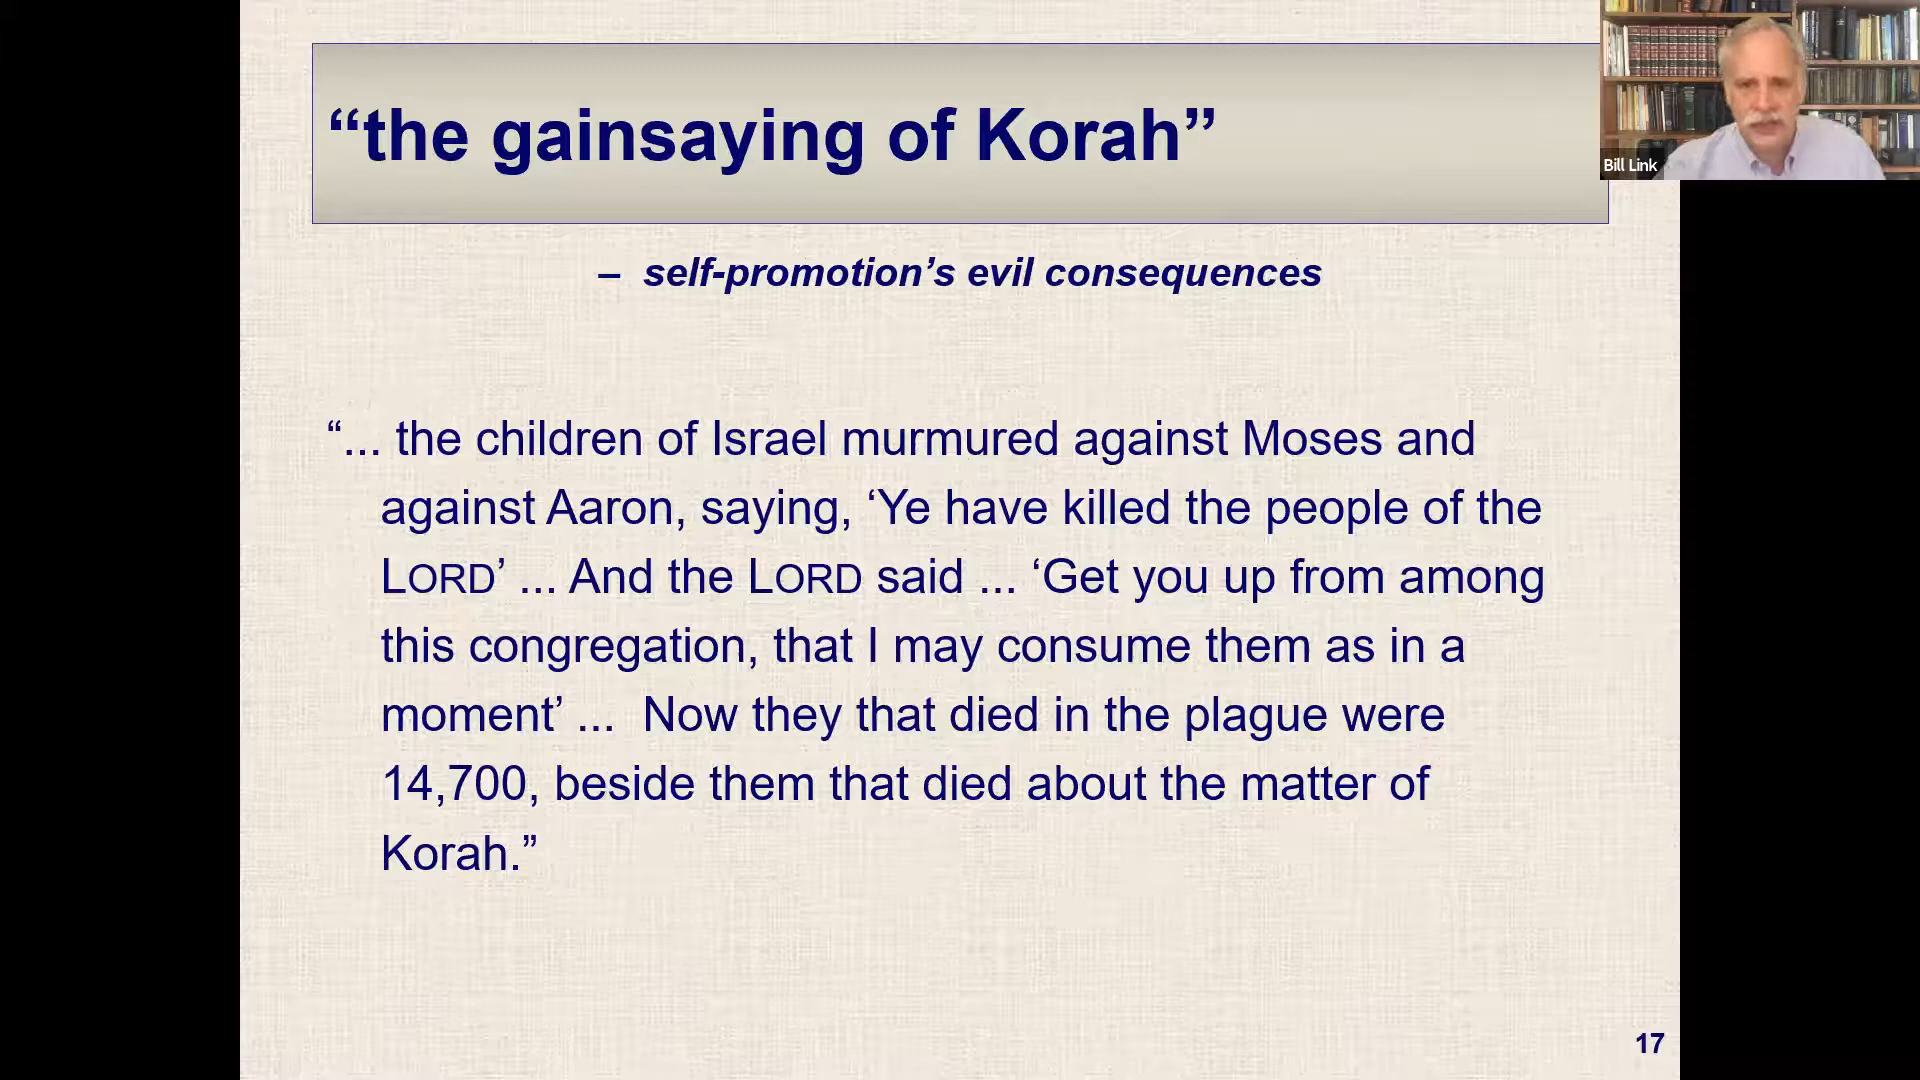 “the gainsaying of Korah”
Bill Link
– self-promotion’s evil consequences
“... the children of Israel murmured against Moses and
against Aaron, saying, ‘Ye have killed the people of the
LORD’ ... And the LORD said ... ‘Get you up from among
this congregation, that I may consume them as in a
moment’ ... Now they that died in the plague were
14,700, beside them that died about the matter of
Korah.”
17